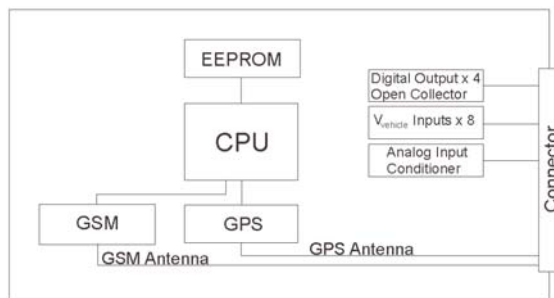 EEPROM
CPU
GSM
GPS
GSM Antenna
GPS Antenna
Digital Output x 4
Open Collector
Vvehicle Inputs x 8
Analog Input
Conditioner
Connector